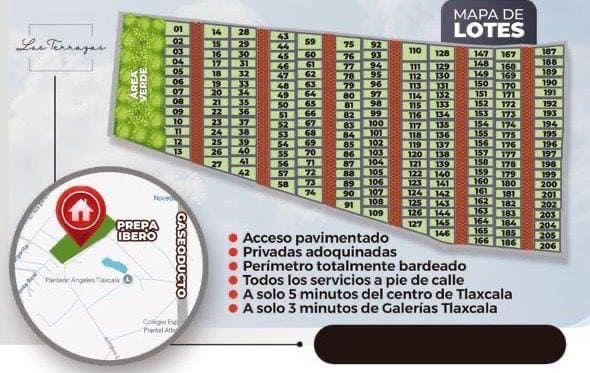 Las Terrazas
MAPA DE
LOTES
ÁREA
VERDE
01 14 28 43 59 75 92 110 128 147 167 187
02 15 29 44 60 76 93 111 129 148 168 188
03 16 30 45 61 77 94 112 130 149 169 189
04 17 31 46 62 78 95 113 131 150 170 190
05 18 32 47 63 79 96 114 132 151 171 191
06 19 33 48 64 80 97 115 133 152 172 192
07 20 34 49 65 81 98 116 134 153 173 193
08 21 35 50 66 82 99 117 135 154 174 194
09 22 36 51 67 83 100 118 136 155 175 195
10 23 37 52 68 84 101 119 137 156 176 196
11 24 38 53 69 85 102 120 138 157 177 197
12 25 39 54 70 86 103 121 139 158 178 198
13 26 40 55 71 87 104 122 140 159 179 199
27 41 56 72 88 105 123 141 160 180 200
42 57 73 89 106 124 142 161 181 201
58 74 90 107 125 143 162 182 202
91 108 126 144 163 183 203
109 127 145 164 184 204
146 165 185 205
166 186 206
PREPA
IBERO
GASEODUCTO
Panteón Angeles Tlaxcala
Colegio Esp
Plantel Atla
Acceso pavimentado
Privadas adoquinadas
Perímetro totalmente bardeado
Todos los servicios a pie de calle
A solo 5 minutos del centro de Tlaxcala
A solo 3 minutos de Galerías Tlaxcala